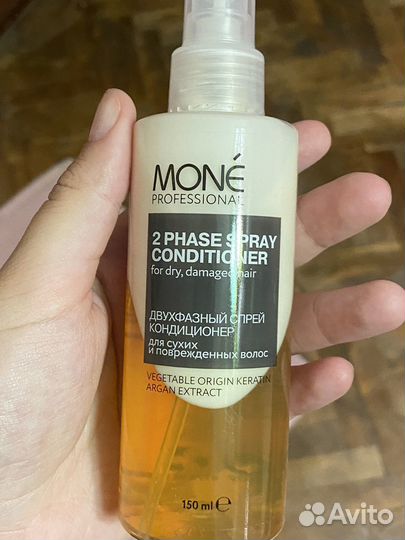 MONÉ
PROFESSIONAL
2 PHASE SPRAY
CONDITIONER
for dry, damaged hair
ДВУХФАЗНЫЙ СПРЕЙ
КОНДИЦИОНЕР
для сухих
и поврежденных волос
VEGETABLE ORIGIN KERATIN
ARGAN EXTRACT
150 ml ℮
Avito